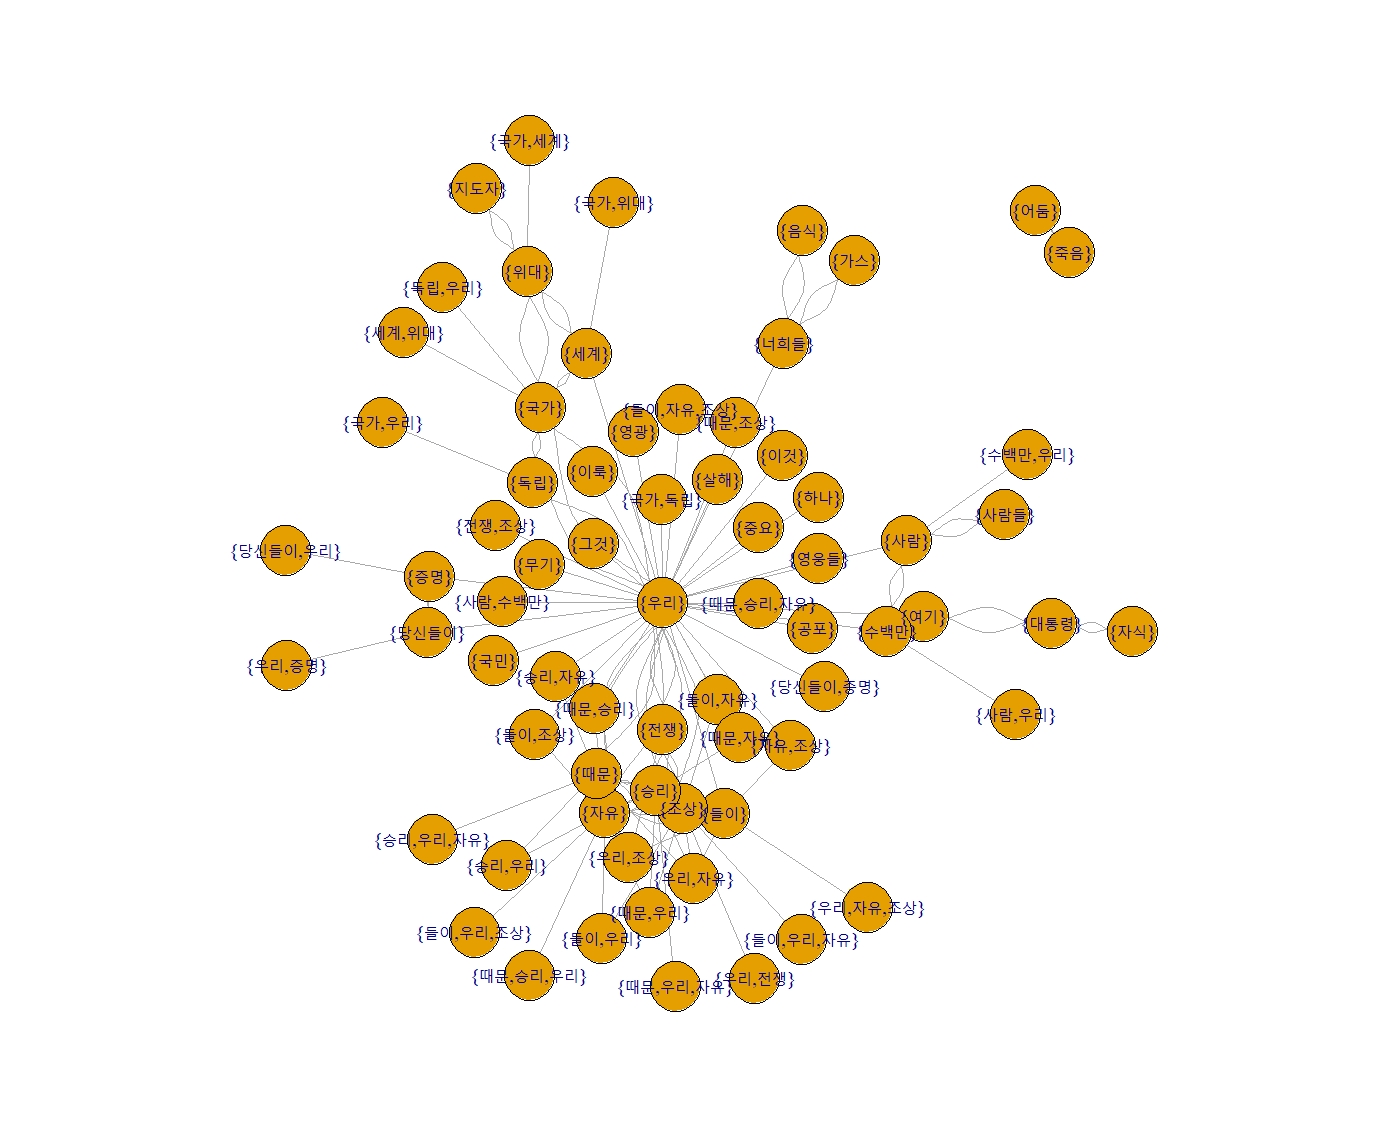 {국가,세계}
{지도자}
{국가,위대}
{어둠}
{음식}
{죽음}
{가스}
{위대}
{독립,우리}
{세계,위대}
{너희들}
{세계}
{국가}
{둘이,자유,조상}
{국가,우리}
{때문,조상}
{영광}
{이것}
{수백만,우리}
{이룩}
{살해}
{독립}
{하나}
{국가,독립}
{사람들}
{전쟁,조상}
{중요}
{사람}
{그것}
{당신들이,우리}
{영웅들}
{무기}
{증명}
{사람,수백만}
{우리}
{때문,승리,자유}
{여기}
{대통령}
{공포}
{수백만}
{자식}
{당신들이}
{국민}
{우리,증명}
{승리,자유}
{당신들이,증명}
{둘이,자유}
{때문,승리}
{사람,우리}
{전쟁}
{둘이,조상}
{때문,자유}
{자유,조상}
{때문}
{승리}
{조상}
{자유}
{둘이}
{승리,우리,자유}
{우리,조상}
{승리,우리}
{우리,자유}
{우리,자유,조상}
{때문,우리}
{둘이,우리,조상}
{둘이,우리}
{둘이,우리,자유}
{때문,승리,우리}
{우리,전쟁}
{때문,우리,자유}